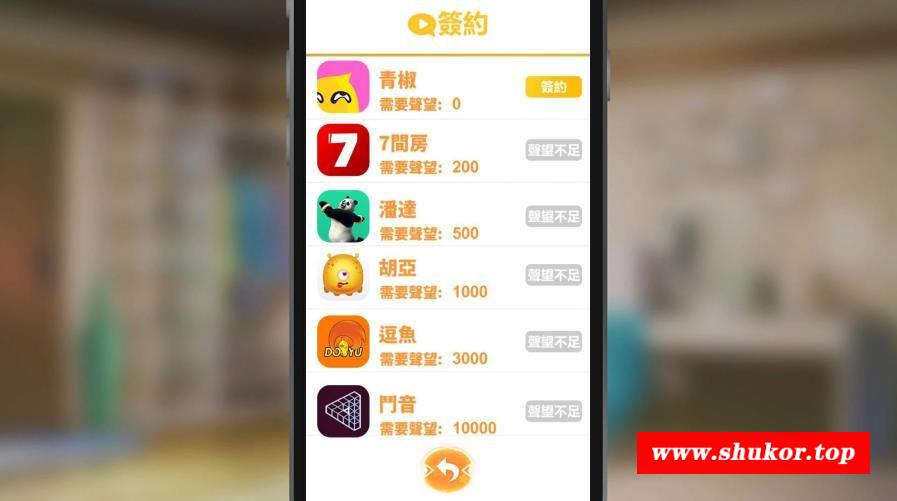 簽約
青椒
需要聲望：0
簽約
7
7間房
需要聲望：200
聲望不足
潘達
需要聲望：500
聲望不足
胡亞
需要聲望：1000
聲望不足
DOUYU
逗魚
需要聲望：3000
聲望不足
鬥音
需要聲望：10000
聲望不足
www.shukor.top